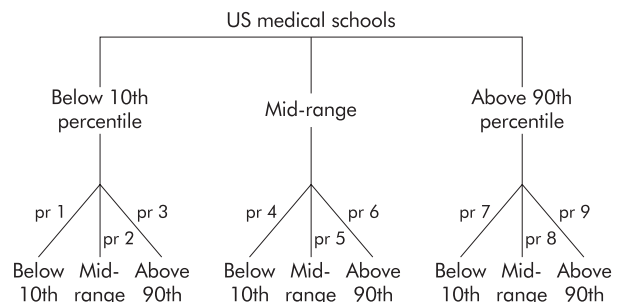 US medical schools
Below 10th
percentile
Mid-range
Above 90th
percentile
pr 1
pr 3
pr 2
pr 4
pr 6
pr 5
pr 7
pr 9
pr 8
Below
10th
Mid-
range
Above
90th
Below
10th
Mid-
range
Above
90th
Below
10th
Mid-
range
Above
90th